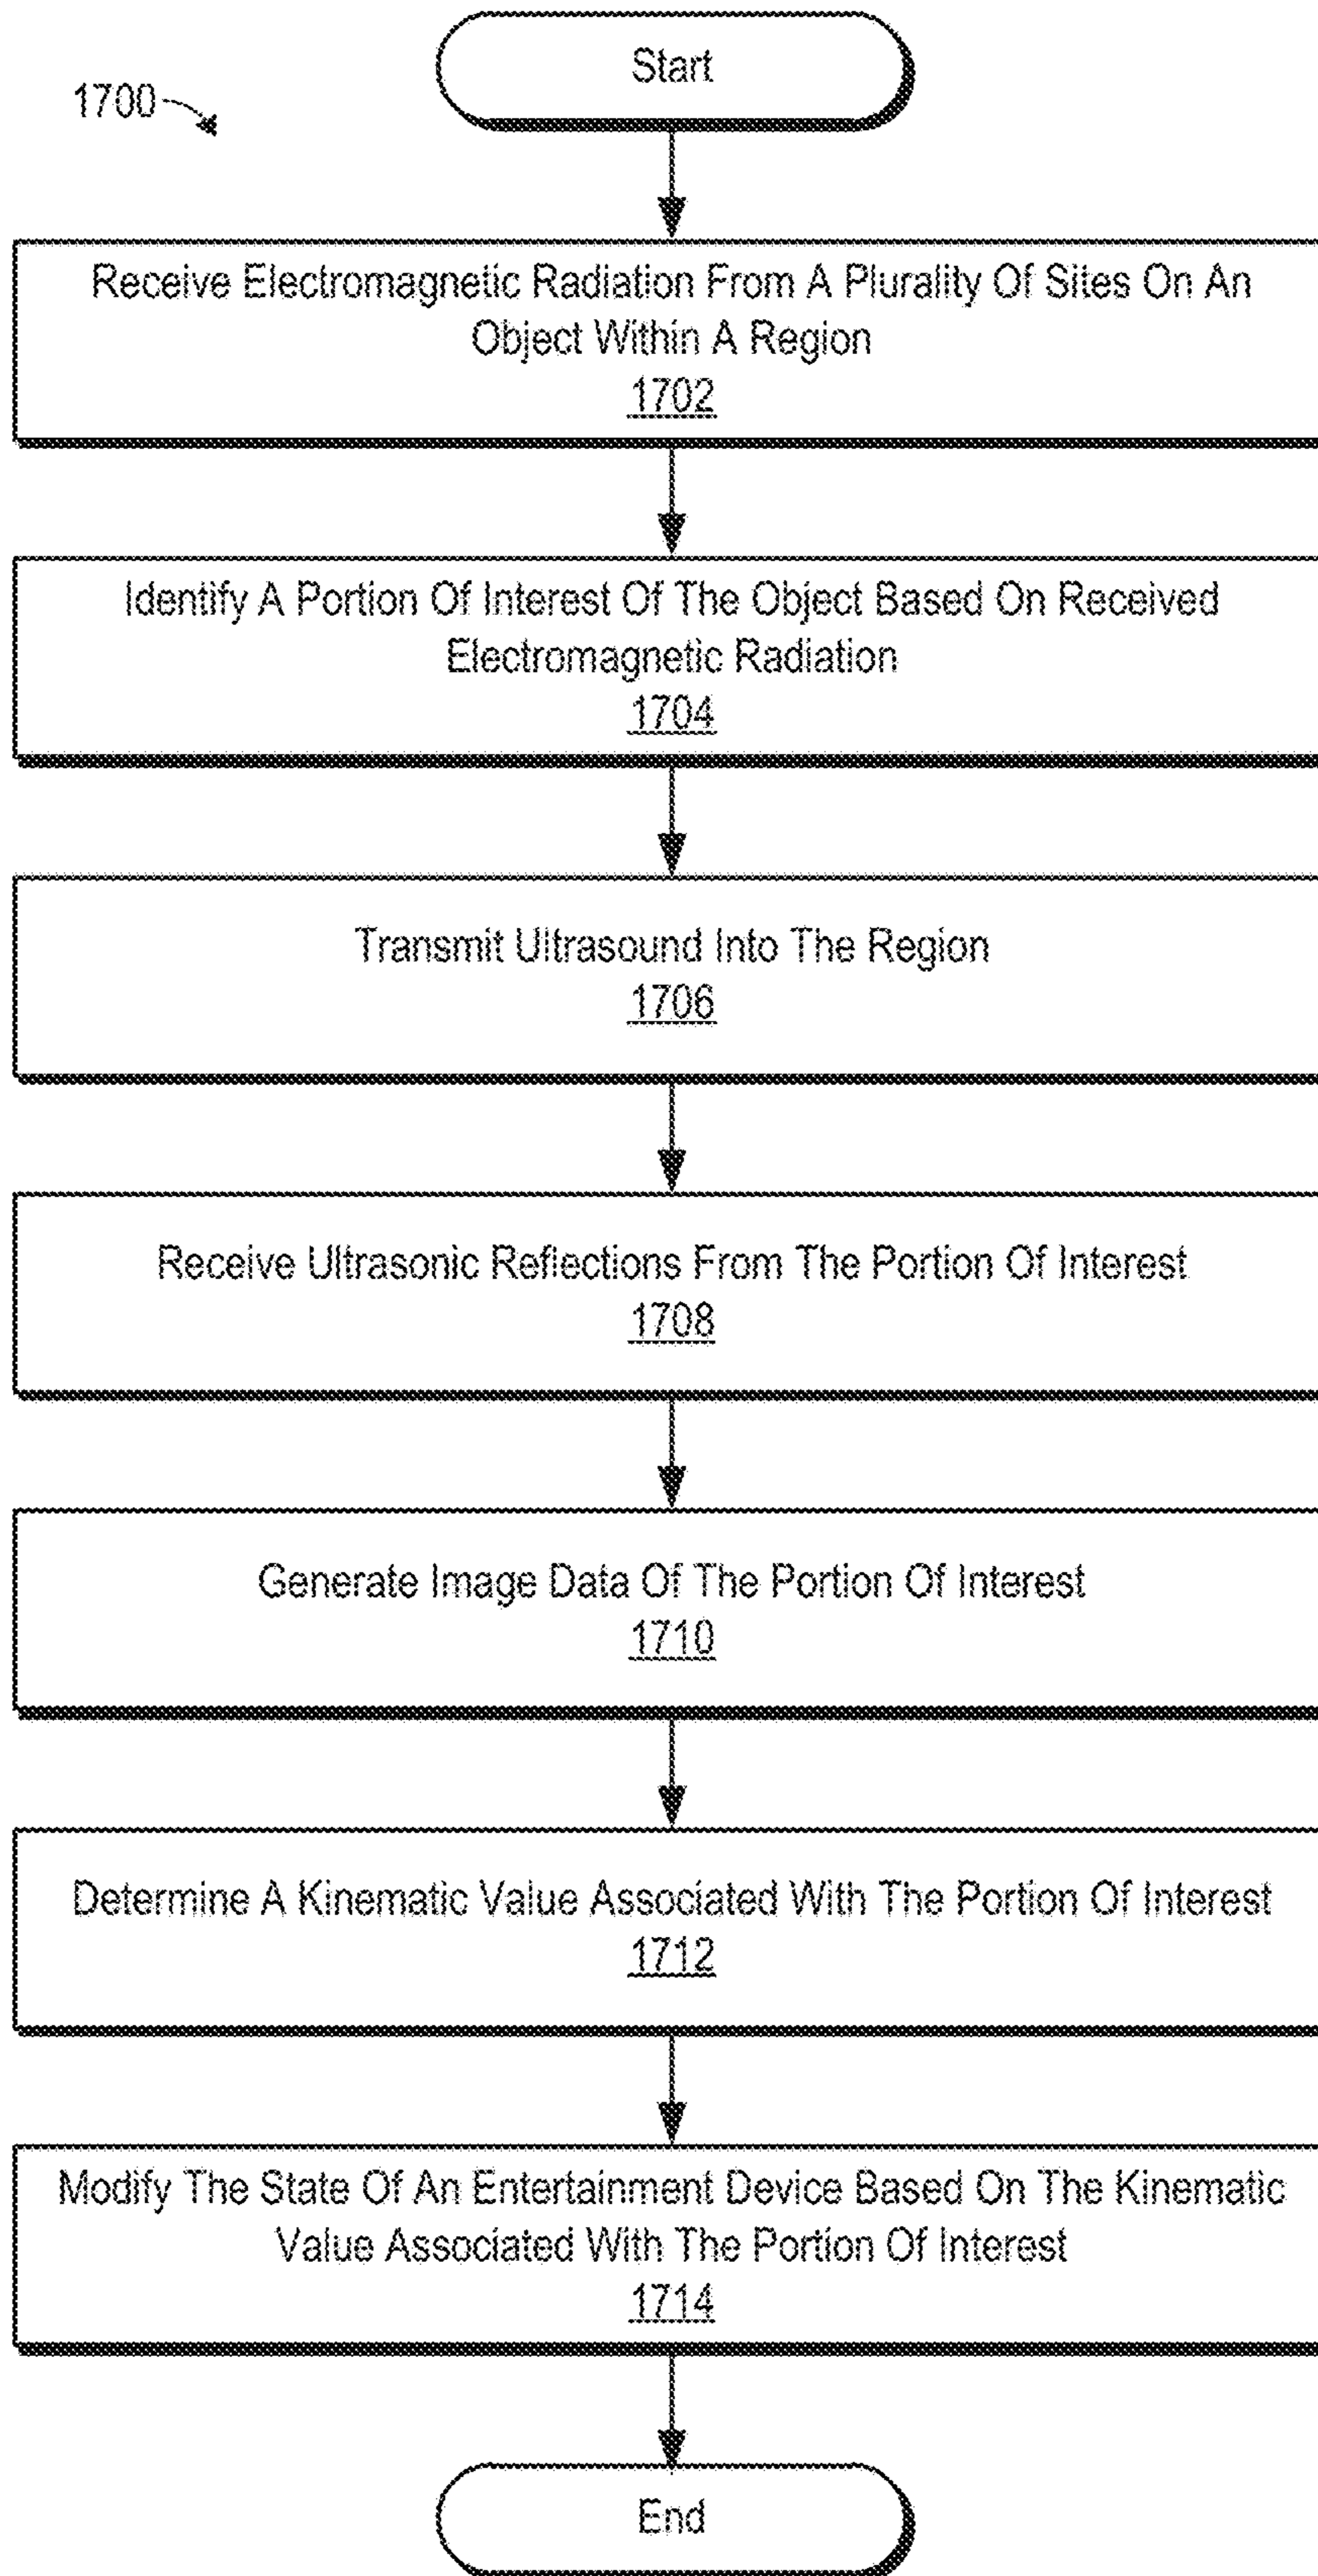 Start
1700
Receive Electromagnetic Radiation From A Plurality Of Sites On An
Object Within A Region
1702
Identify A Portion Of Interest Of The Object Based On Received
Electromagnetic Radiation
1704
Transmit Ultrasound Into The Region
1706
Receive Ultrasonic Reflections From The Portion Of Interest
1708
Generate Image Data Of The Portion Of Interest
1710
Determine A Kinematic Value Associated With The Portion Of Interest
1712
Modify The State Of An Entertainment Device Based On The Kinematic
Value Associated With The Portion Of Interest
1714
End